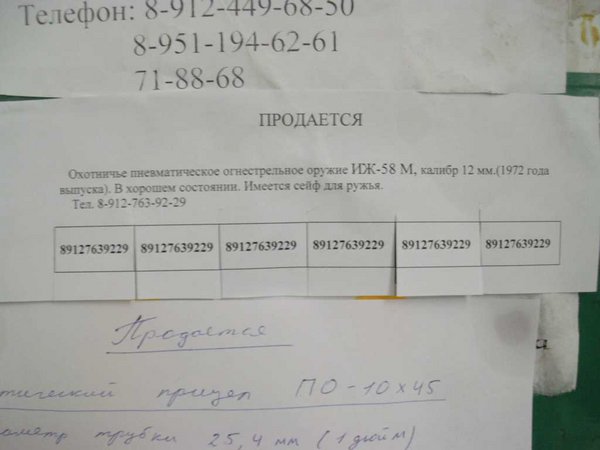 Телефон: 8-912-449-68-50
8-951-194-62-61
71-88-68
ПРОДАЕТСЯ
Охотничье пневматическое огнестрельное оружие ИЖ-58 М, калибр 12 мм.(1972 года
выпуска). В хорошем состоянии. Имеется сейф для ружья.
Тел. 8-912-763-92-29
89127639229 89127639229 89127639229 89127639229 89127639229 89127639229
Продается
тический прицел ПО-10х45
аметр трубки 25,4 мм (1 дюйм)